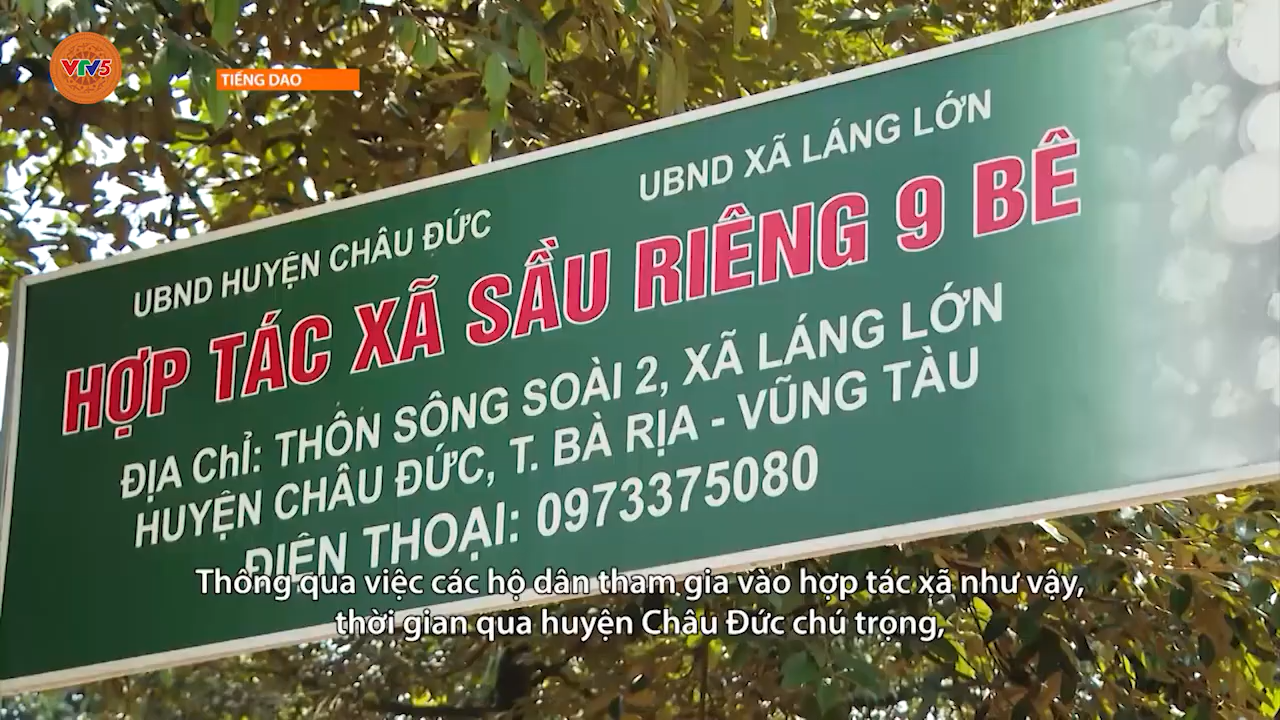 VTV5
TIẾNG DAO
UBND HUYỆN CHÂU ĐỨC
UBND XÃ LÁNG LỚN
HỢP TÁC XÃ SẦU RIÊNG 9 BÊ
ĐỊA Chỉ: THÔN SÔNG SOÀI 2, XÃ LÁNG LỚN
HUYỆN CHÂU ĐỨC, T. BÀ RỊA - VŨNG TÀU
ĐIỆN THOẠI: 0973375080
Thông qua việc các hộ dân tham gia vào hợp tác xã như vậy,
thời gian qua huyện Châu Đức chú trọng,